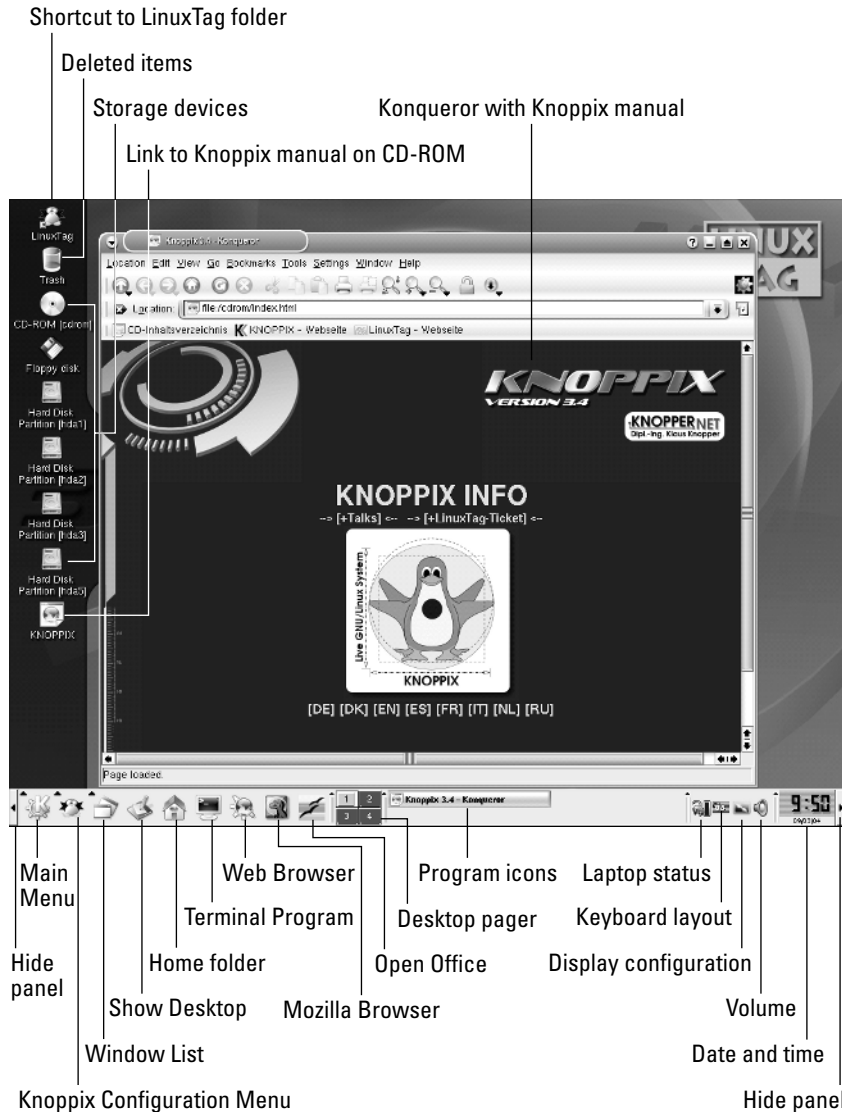 Shortcut to LinuxTag folder
Deleted items
Storage devices
Konqueror with Knoppix manual
Link to Knoppix manual on CD-ROM
LINUX
TAG
LinuxTag
Trash
CD-ROM [cdrom]
Floppy disk
Hard Disk
Partition [hda1]
Hard Disk
Partition [hda2]
Hard Disk
Partition [hda3]
Hard Disk
Partition [hda5]
KNOPPIX
Knoppix 3.4 - Konqueror
Location Edit View Go Bookmarks Tools Settings Window Help
Location: file:/cdrom/index.html
CD-Inhaltsverzeichnis KNOPPIX - Webseite LinuxTag - Webseite
KNOPPIX
VERSION 3.4
KNOPPER.NET
Dipl.-Ing. Klaus Knopper
KNOPPIX INFO
--> [+Talks] <-- --> [+LinuxTag-Ticket] <--
Live GNU/Linux System
KNOPPIX
[DE] [DK] [EN] [ES] [FR] [IT] [NL] [RU]
Page loaded.
1 2
3 4
Knoppix 3.4 - Konqueror
9:50
09/03/04
Main
Menu
Web Browser
Program icons
Laptop status
Terminal Program
Desktop pager
Keyboard layout
Hide
panel
Home folder
Open Office
Display configuration
Show Desktop
Mozilla Browser
Volume
Window List
Date and time
Knoppix Configuration Menu
Hide panel